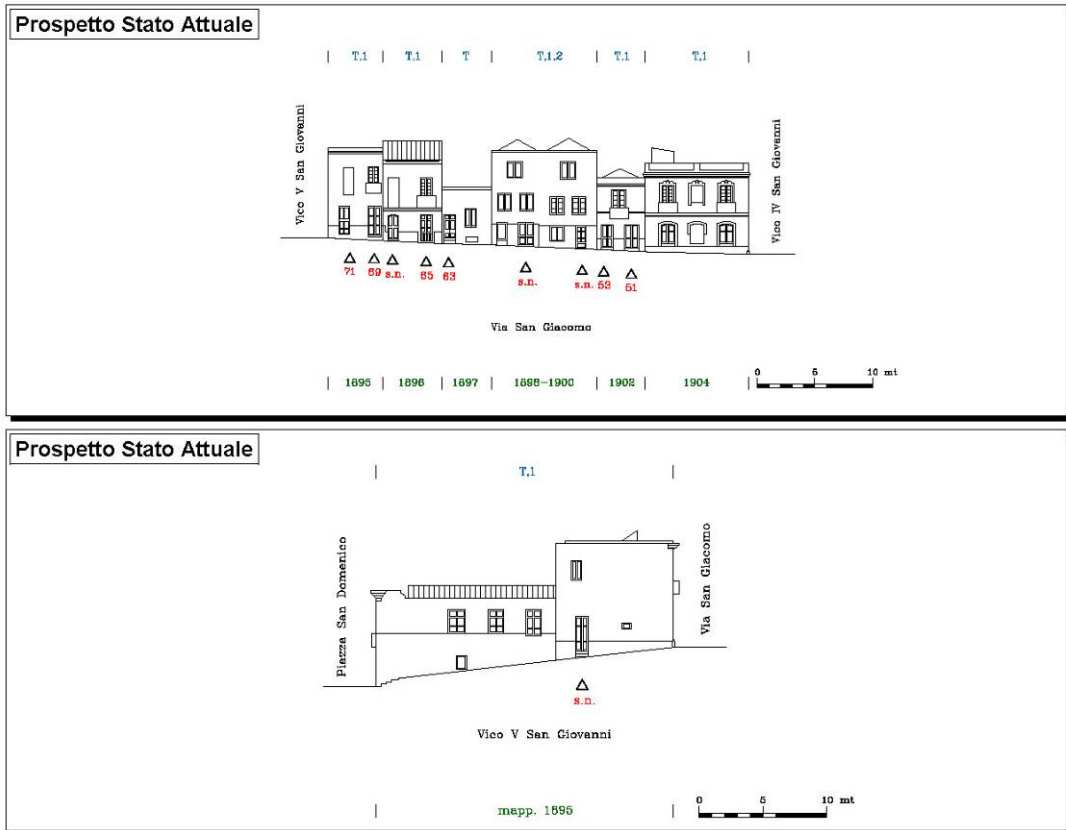 Prospetto Stato Attuale
T.1 T.1 T T.1.2 T.1 T.1
Vico V San Giovanni
Vico IV San Giovanni
71 69 s.n. 65 63 s.n. s.n. 53 51
Via San Giacomo
1895 1896 1897 1898-1900 1902 1904
0 5 10 mt
Prospetto Stato Attuale
T.1
Piazza San Domenico
Via San Giacomo
s.n.
Vico V San Giovanni
mapp. 1895
0 5 10 mt